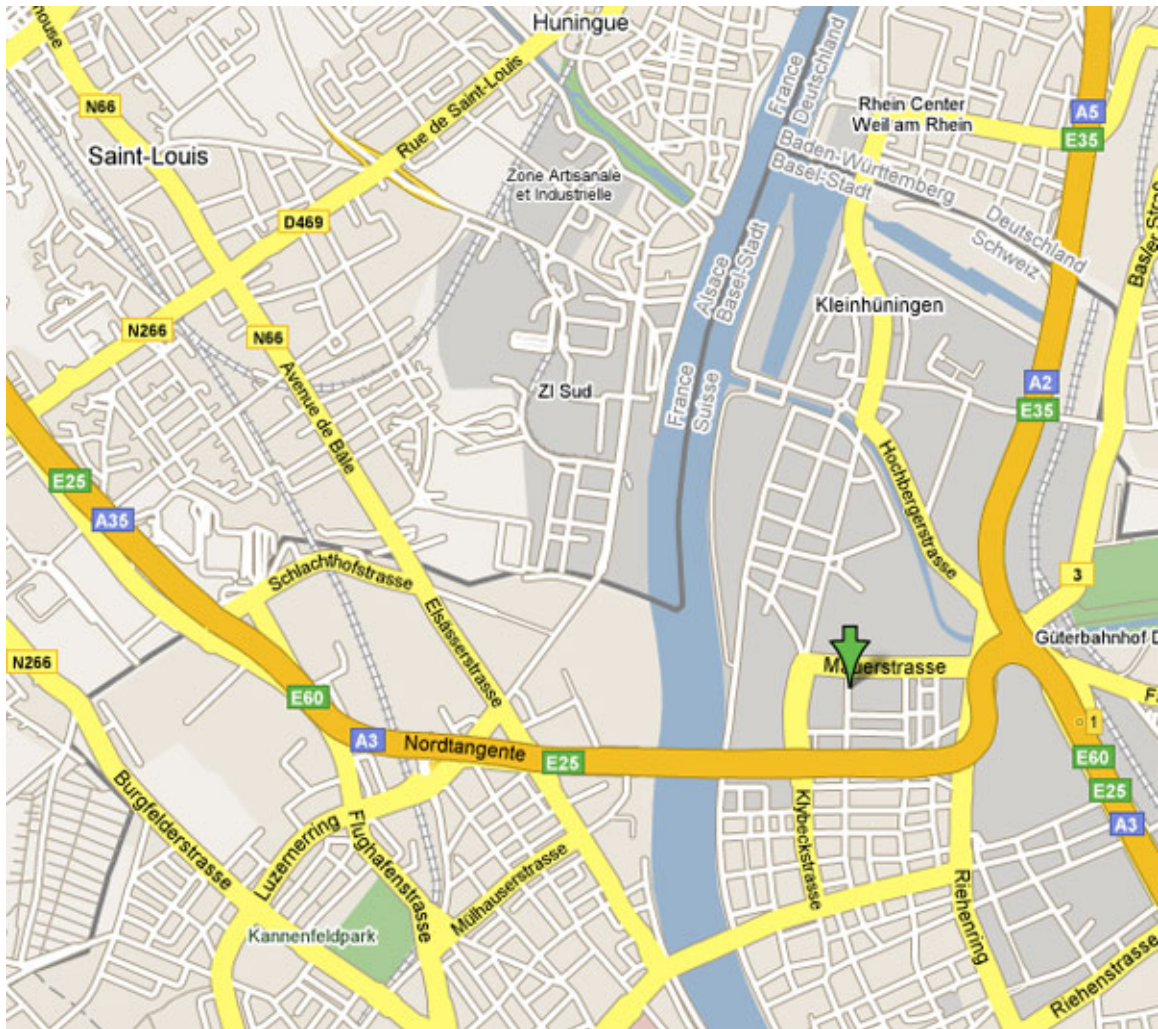 Huningue
N66
Rue de Saint-Louis
France
Deutschland
Rhein Center
Weil am Rhein
A5
E35
Saint-Louis
Zone Artisanale
et Industrielle
Baden-Württemberg
Basel-Stadt
D469
Deutschland
Schweiz
Alsace
Basel-Stadt
Kleinhüningen
N266
N66
Avenue de Bâle
ZI Sud
France
Suisse
A2
E35
E25
A35
Hochbergerstrasse
Schlachthofstrasse
Elsässerstrasse
3
Güterbahnhof
N266
E60
A3
Nordtangente
E25
1
E60
E25
A3
Burgfelderstrasse
Luzernerring
Flughafenstrasse
Mülhauserstrasse
Klybeckstrasse
Riehenring
Kannenfeldpark
Riehenstrasse